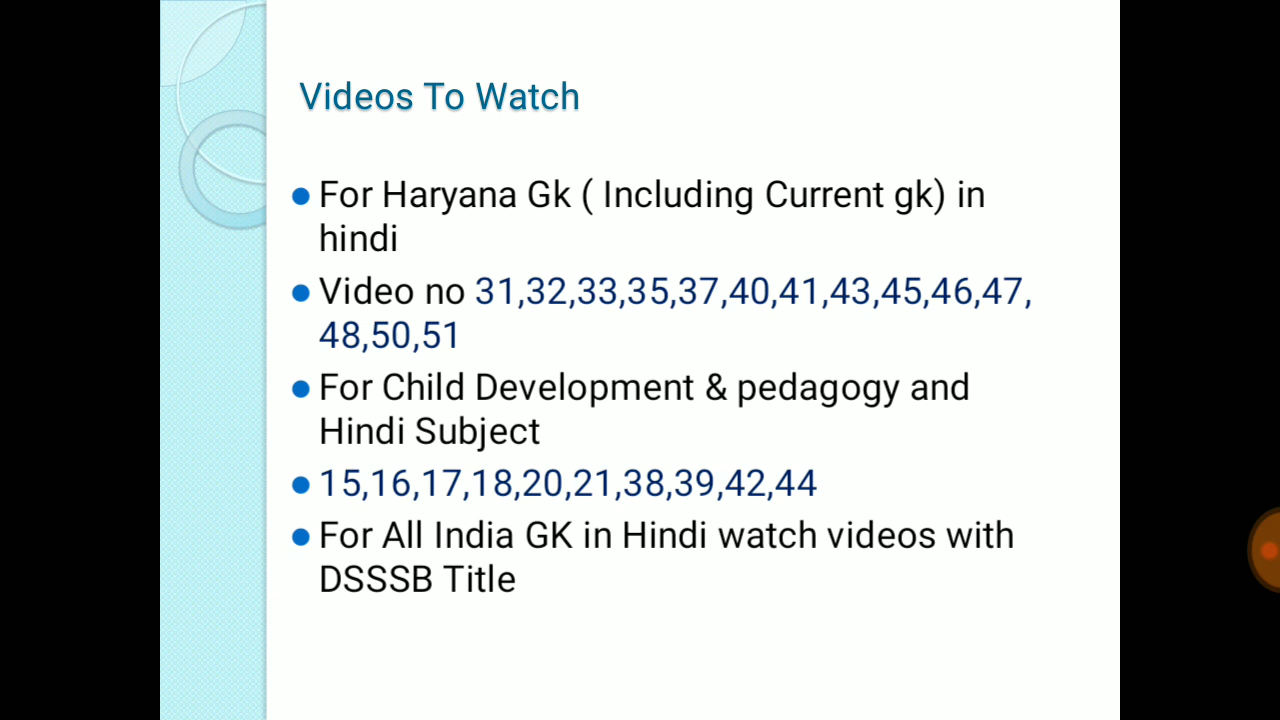 Videos To Watch
For Haryana Gk ( Including Current gk) in
hindi
Video no 31,32,33,35,37,40,41,43,45,46,47,
48,50,51
For Child Development & pedagogy and
Hindi Subject
15,16,17,18,20,21,38,39,42,44
For All India GK in Hindi watch videos with
DSSSB Title